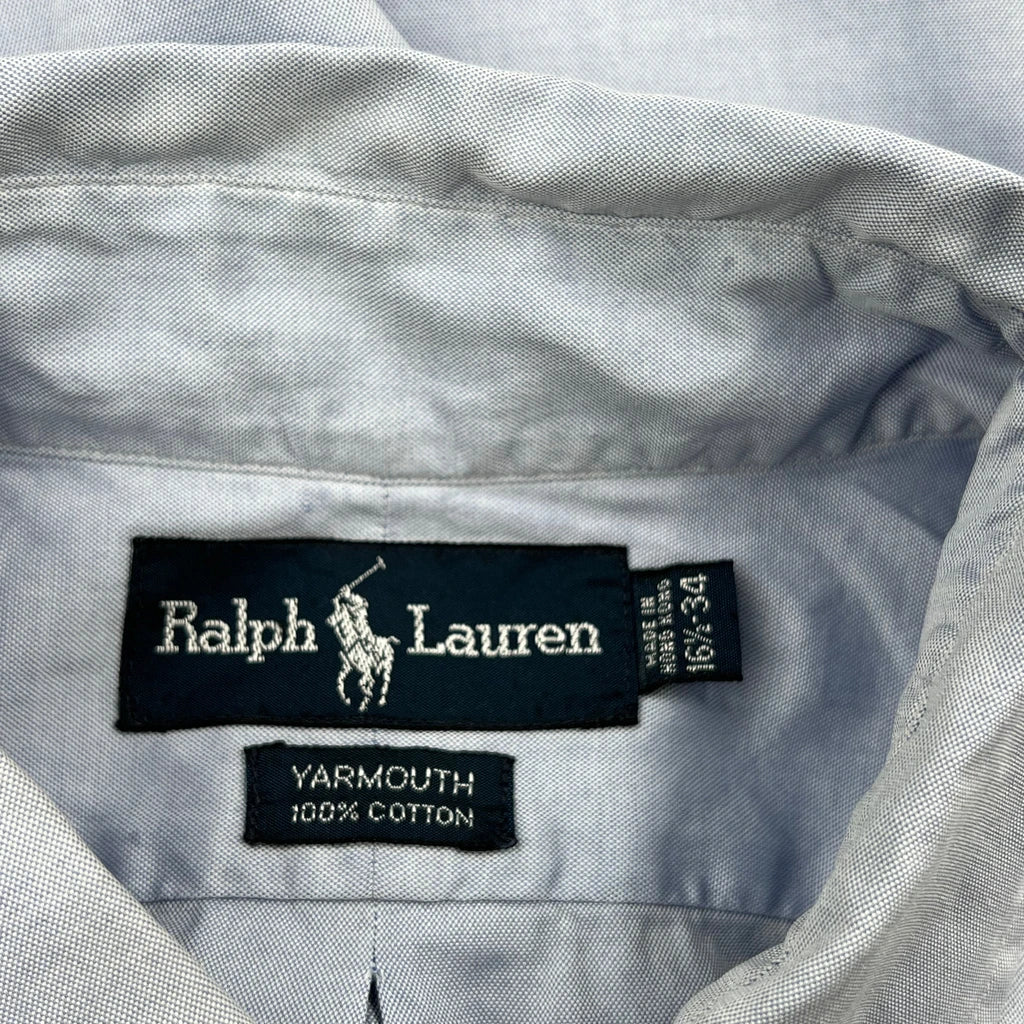 Ralph Lauren
MADE IN
HONG KONG
16½-34
YARMOUTH
100% COTTON